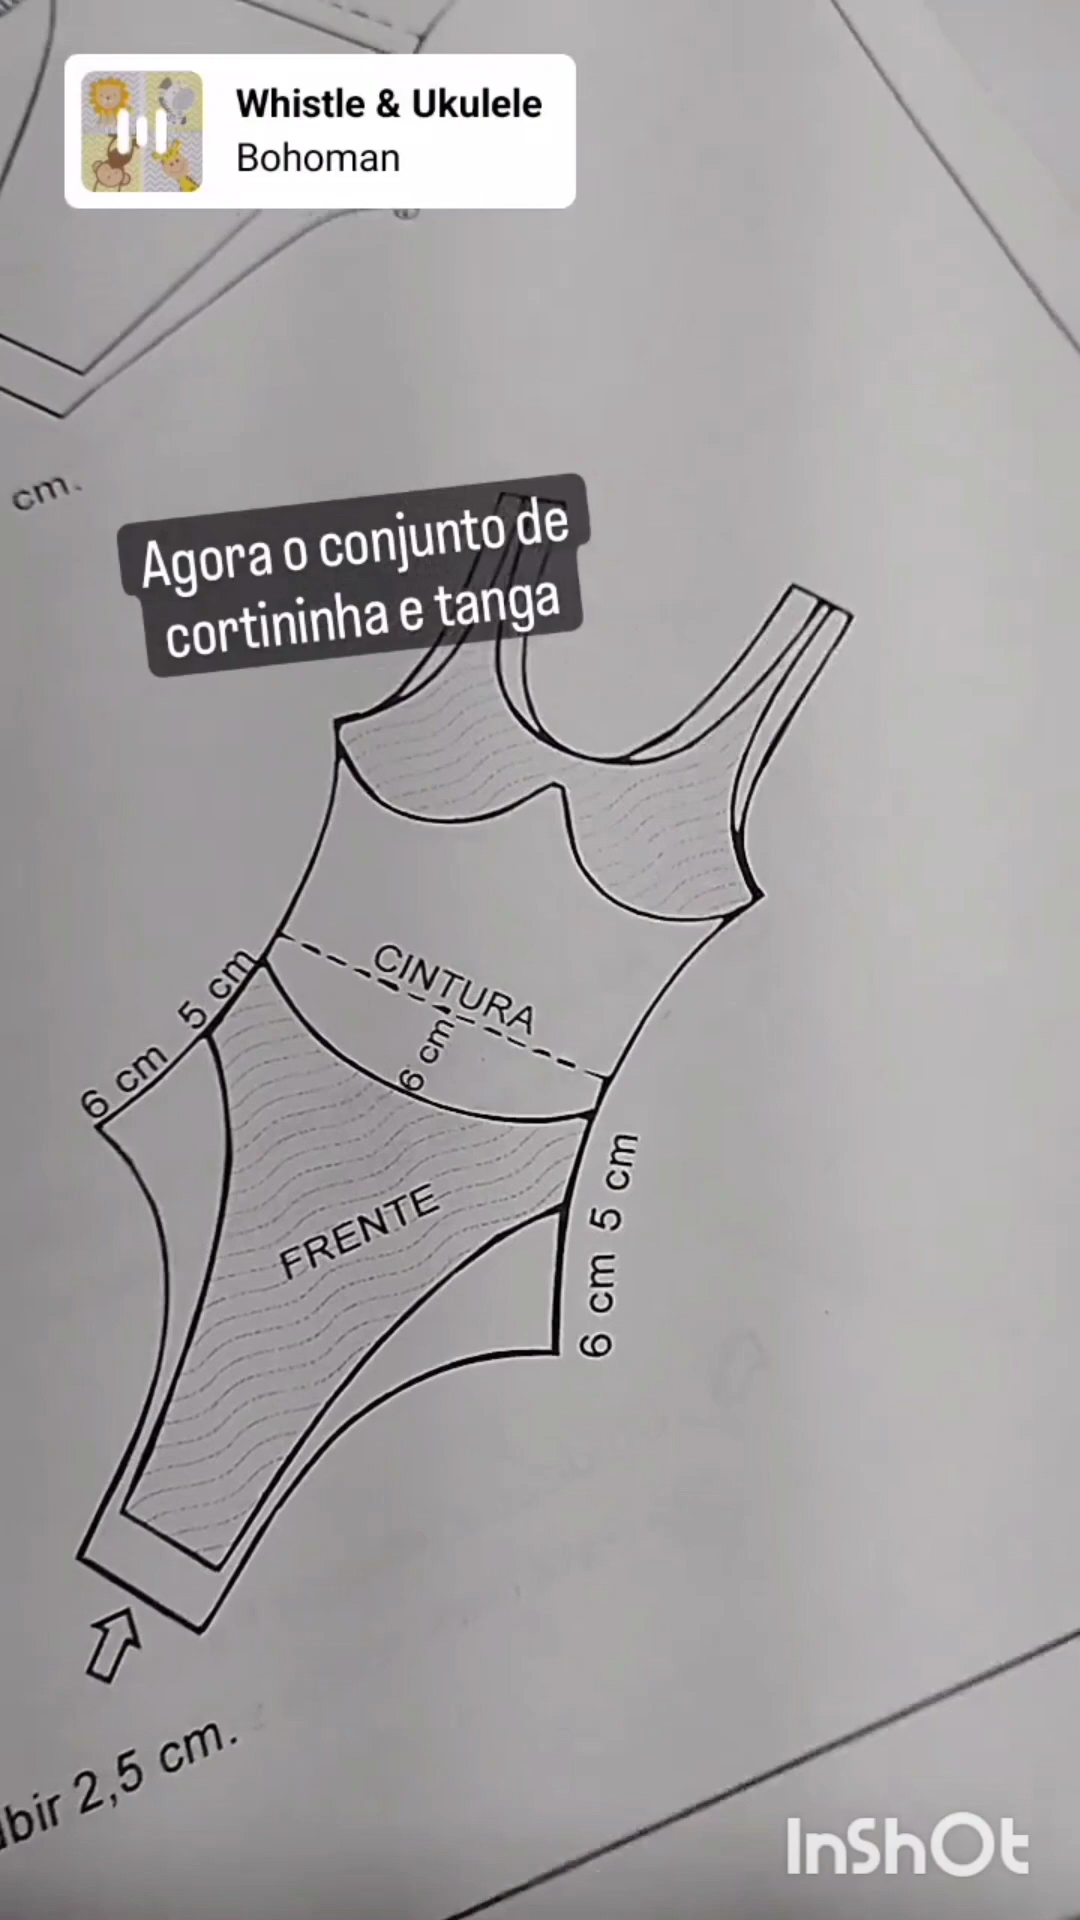 Whistle & Ukulele
Bohoman
cm.
Agora o conjunto de
cortininha e tanga
CINTURA
6 cm
5 cm
6 cm
FRENTE
5 cm
6 cm
bir 2,5 cm.
InShOt